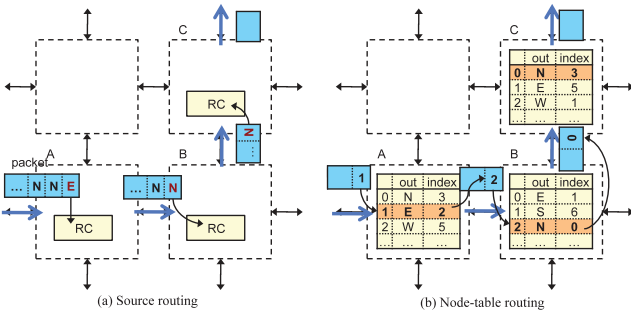 C
RC
N
...
A
packet
... N N E
RC
B
... N N
RC
(a) Source routing
C
out index
0 N 3
1 E 5
2 W 1
... ... ...
0
A
1
out index
0 N 3
1 E 2
2 W 5
... ...
2
B
out index
0 E 1
1 S 6
2 N 0
... ...
(b) Node-table routing